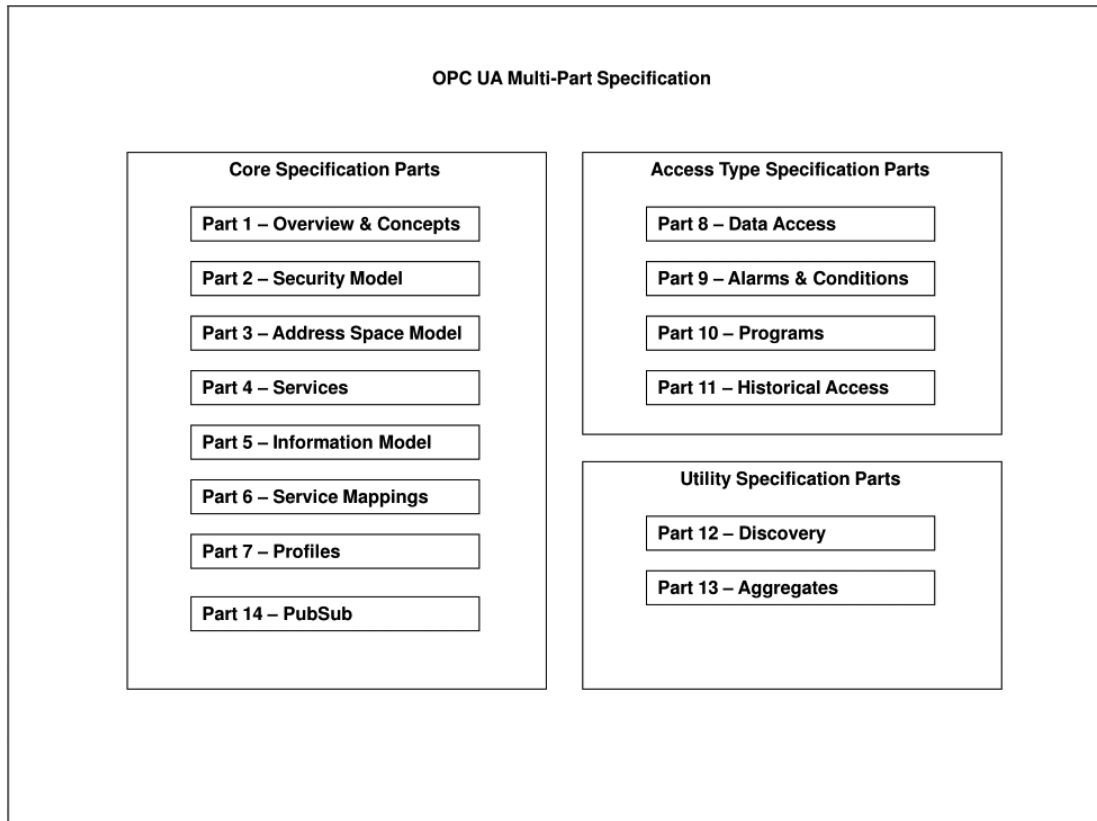 OPC UA Multi-Part Specification
Core Specification Parts
Part 1 – Overview & Concepts
Part 2 – Security Model
Part 3 – Address Space Model
Part 4 – Services
Part 5 – Information Model
Part 6 – Service Mappings
Part 7 – Profiles
Part 14 – PubSub
Access Type Specification Parts
Part 8 – Data Access
Part 9 – Alarms & Conditions
Part 10 – Programs
Part 11 – Historical Access
Utility Specification Parts
Part 12 – Discovery
Part 13 – Aggregates